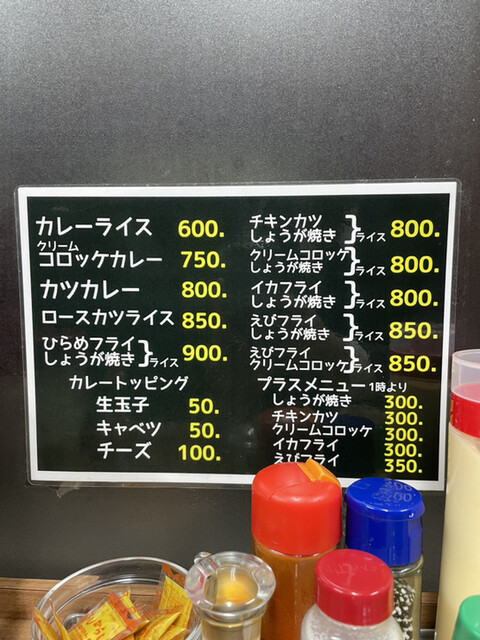 カレーライス 600.
クリーム
コロッケカレー 750.
カツカレー 800.
ロースカツライス 850.
ひらめフライ
しょうが焼き}ライス 900.
カレートッピング
生玉子 50.
キャベツ 50.
チーズ 100.
チキンカツ
しょうが焼き}ライス 800.
クリームコロッケ
しょうが焼き}ライス 800.
イカフライ
しょうが焼き}ライス 800.
えびフライ
しょうが焼き}ライス 850.
えびフライ
クリームコロッケ}ライス 850.
プラスメニュー 1時より
しょうが焼き 300.
チキンカツ 300.
クリームコロッケ 300.
イカフライ 300.
えびフライ 350.